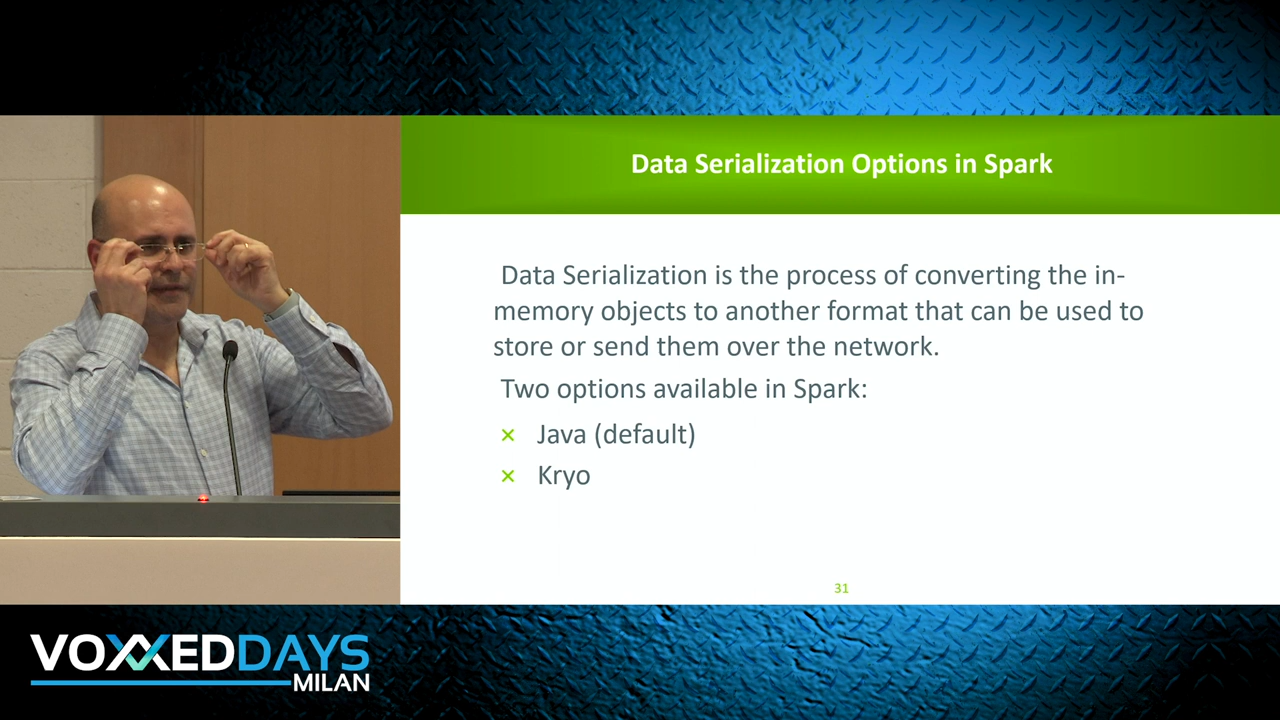 Data Serialization Options in Spark
Data Serialization is the process of converting the in-
memory objects to another format that can be used to
store or send them over the network.
Two options available in Spark:
× Java (default)
× Kryo
31
VOXXEDDAYS
MILAN